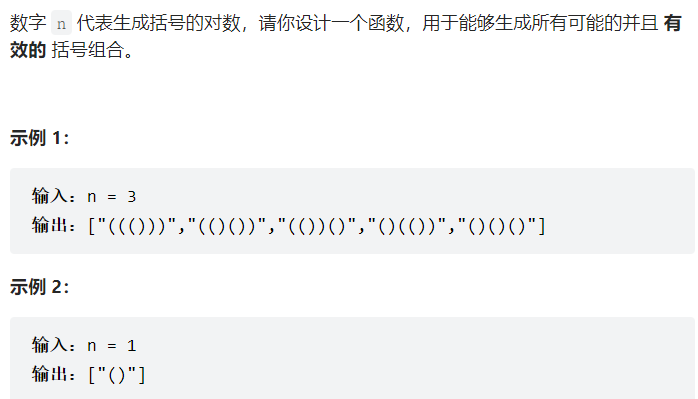 数字 n 代表生成括号的对数，请你设计一个函数，用于能够生成所有可能的并且 有
效的 括号组合。
示例 1：
输入：n = 3
输出：["((()))","(()())","(())()","()(())","()()()"]
示例 2：
输入：n = 1
输出：["()"]